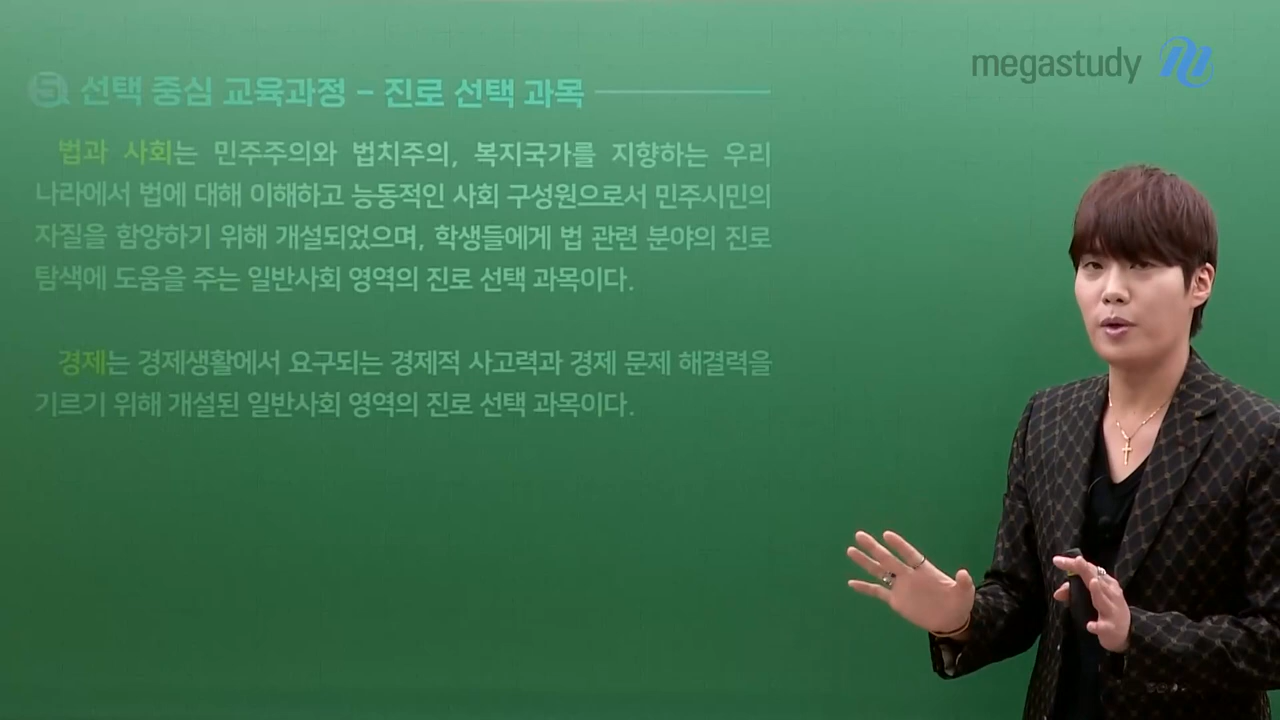 megastudy
5 선택 중심 교육과정 – 진로 선택 과목
법과 사회는 민주주의와 법치주의, 복지국가를 지향하는 우리
나라에서 법에 대해 이해하고 능동적인 사회 구성원으로서 민주시민의
자질을 함양하기 위해 개설되었으며, 학생들에게 법 관련 분야의 진로
탐색에 도움을 주는 일반사회 영역의 진로 선택 과목이다.
경제는 경제생활에서 요구되는 경제적 사고력과 경제 문제 해결력을
기르기 위해 개설된 일반사회 영역의 진로 선택 과목이다.